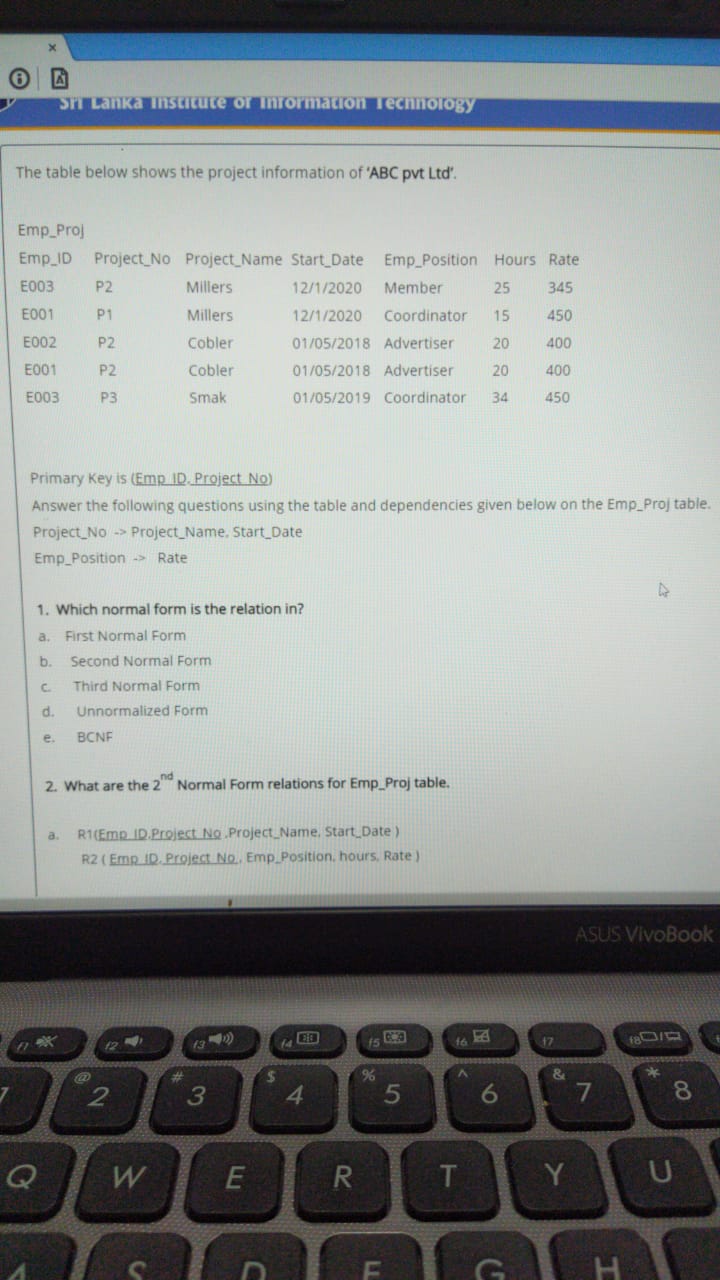 Sri Lanka Institute of Information Technology
The table below shows the project information of 'ABC pvt Ltd'.
Emp_Proj
Emp_ID Project_No Project_Name Start_Date Emp_Position Hours Rate
E003 P2 Millers 12/1/2020 Member 25 345
E001 P1 Millers 12/1/2020 Coordinator 15 450
E002 P2 Cobler 01/05/2018 Advertiser 20 400
E001 P2 Cobler 01/05/2018 Advertiser 20 400
E003 P3 Smak 01/05/2019 Coordinator 34 450
Primary Key is (Emp_ID, Project_No)
Answer the following questions using the table and dependencies given below on the Emp_Proj table.
Project_No -> Project_Name, Start_Date
Emp_Position -> Rate
1. Which normal form is the relation in?
a. First Normal Form
b. Second Normal Form
c. Third Normal Form
d. Unnormalized Form
e. BCNF
2. What are the 2nd Normal Form relations for Emp_Proj table.
a. R1(Emp_ID,Project_No ,Project_Name, Start_Date )
R2 ( Emp_ID, Project_No , Emp_Position, hours, Rate )
ASUS VivoBook
f1 f2 f3 f4 f5 f6 f7 f8
@ # $ % ^ & *
2 3 4 5 6 7 8
Q W E R T Y U
S D F G H